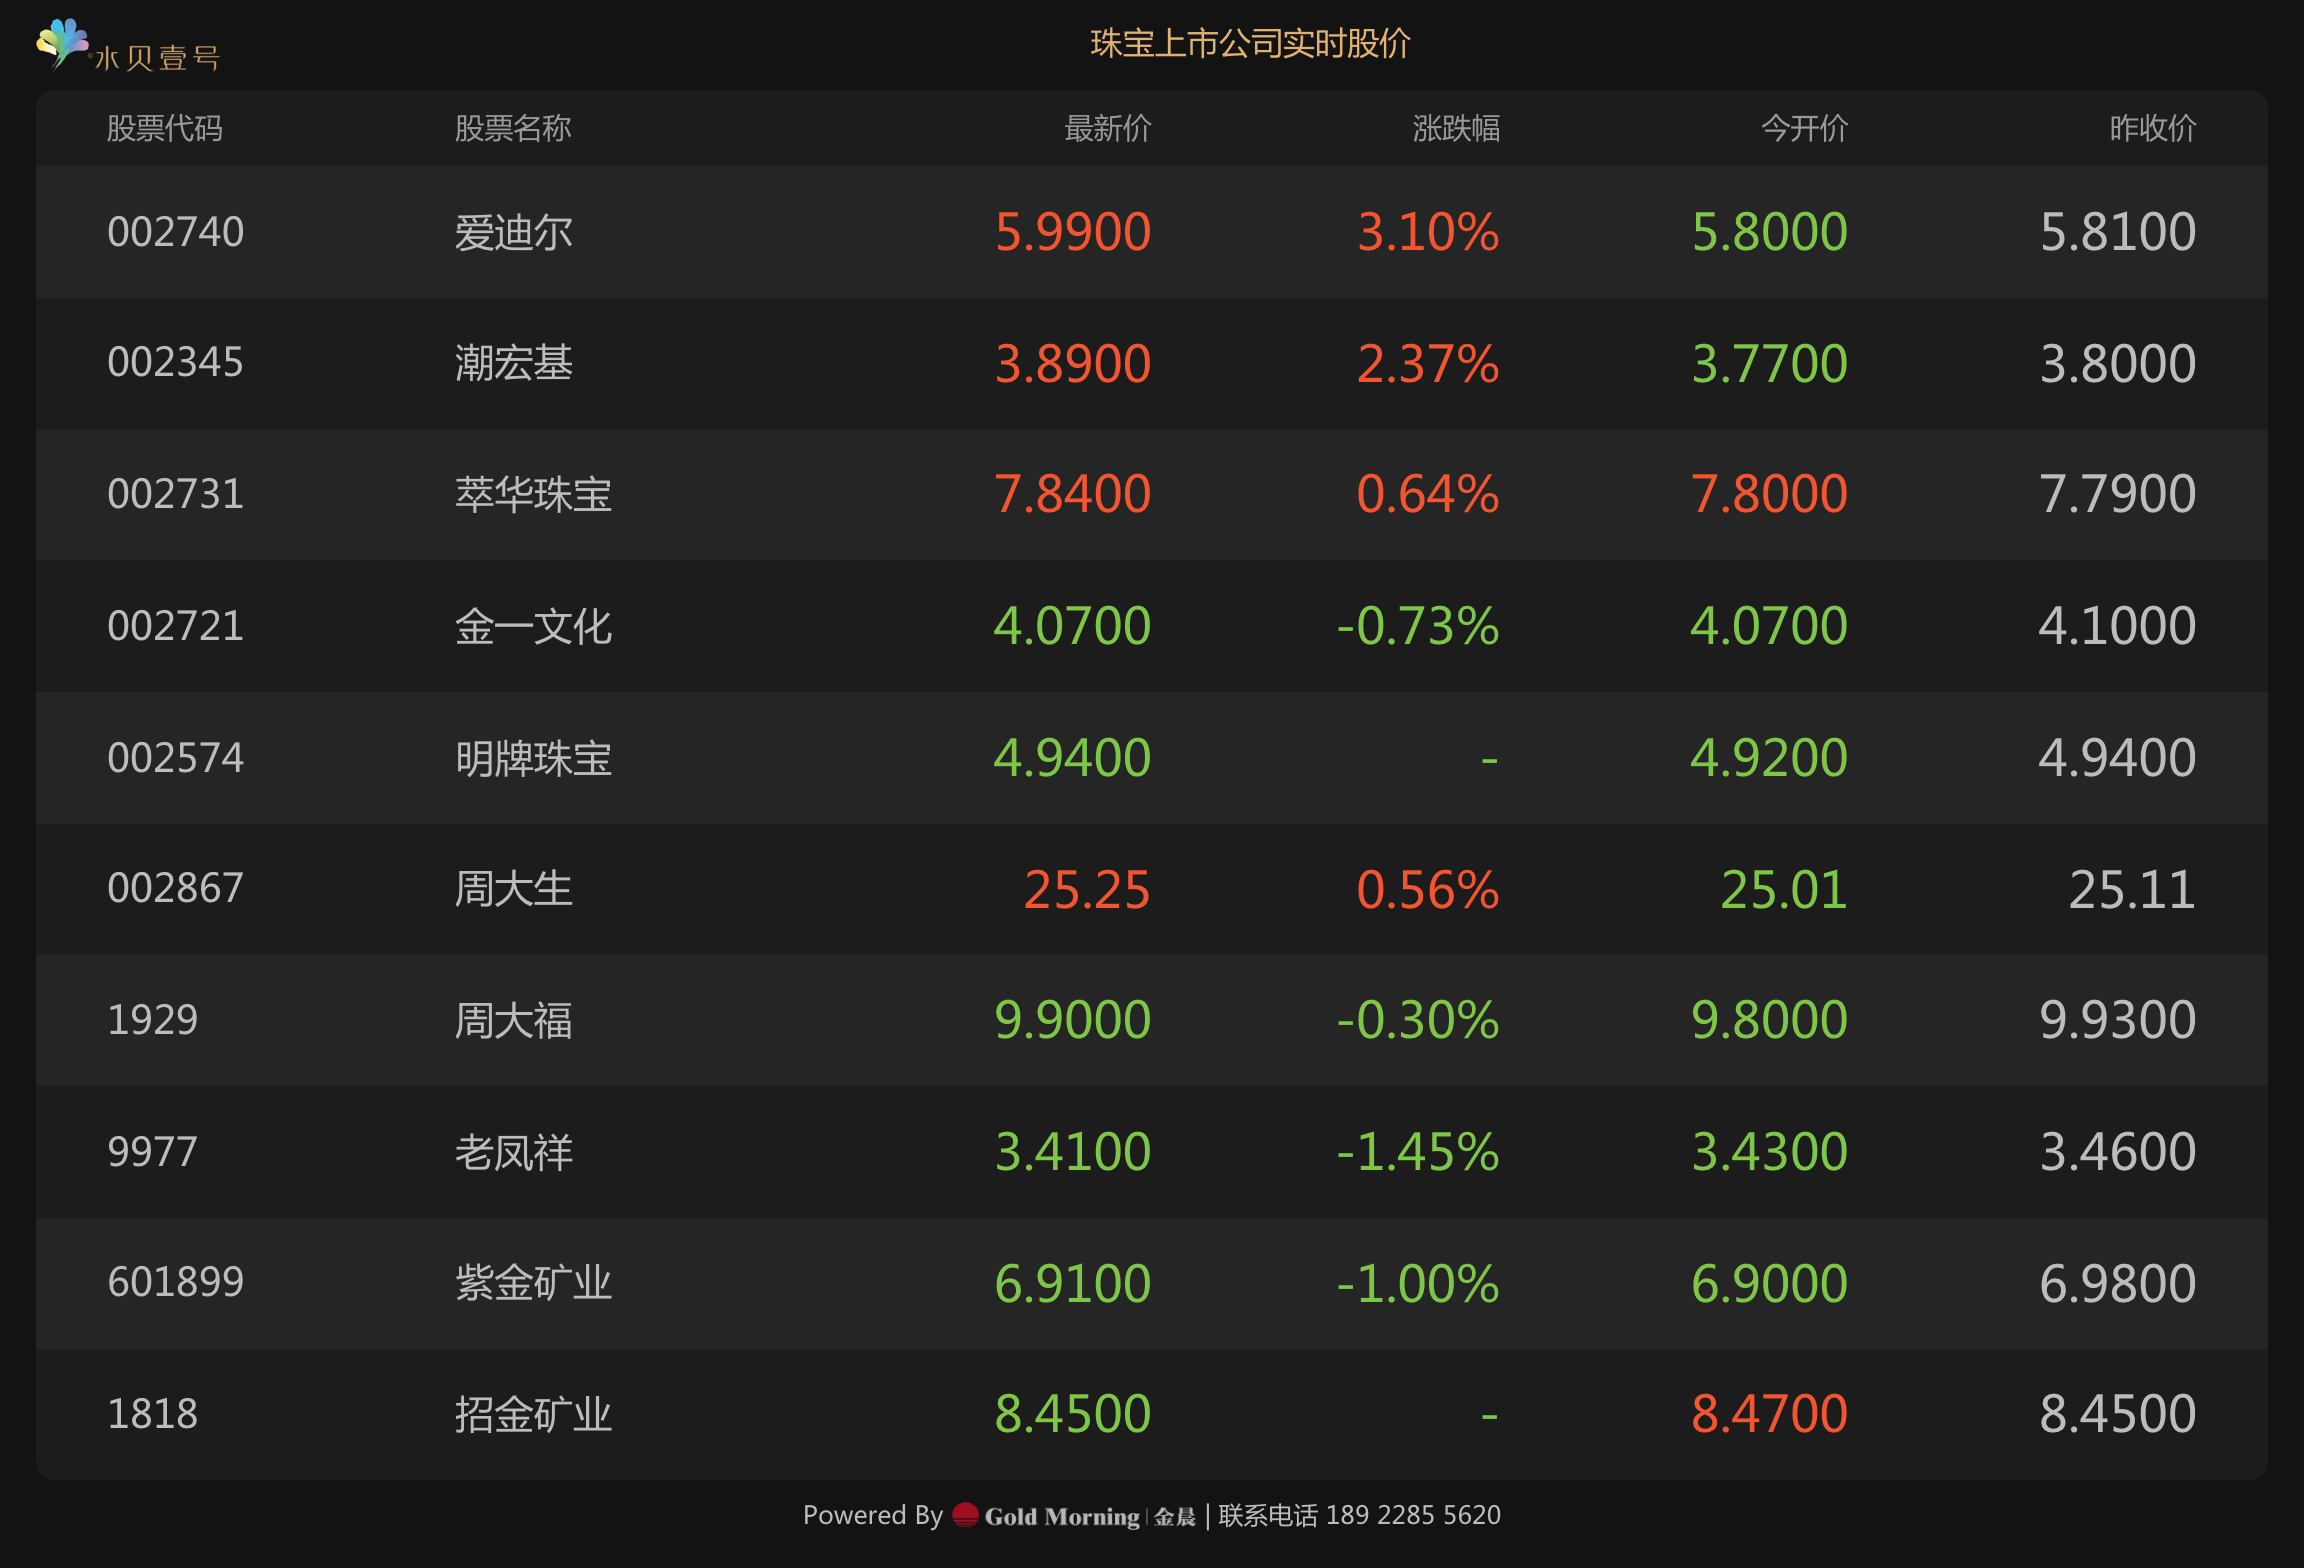 水贝壹号
珠宝上市公司实时股价
股票代码 股票名称 最新价 涨跌幅 今开价 昨收价
002740 爱迪尔 5.9900 3.10% 5.8000 5.8100
002345 潮宏基 3.8900 2.37% 3.7700 3.8000
002731 萃华珠宝 7.8400 0.64% 7.8000 7.7900
002721 金一文化 4.0700 -0.73% 4.0700 4.1000
002574 明牌珠宝 4.9400 - 4.9200 4.9400
002867 周大生 25.25 0.56% 25.01 25.11
1929 周大福 9.9000 -0.30% 9.8000 9.9300
9977 老凤祥 3.4100 -1.45% 3.4300 3.4600
601899 紫金矿业 6.9100 -1.00% 6.9000 6.9800
1818 招金矿业 8.4500 - 8.4700 8.4500
Powered By Gold Morning | 金晨 | 联系电话 189 2285 5620